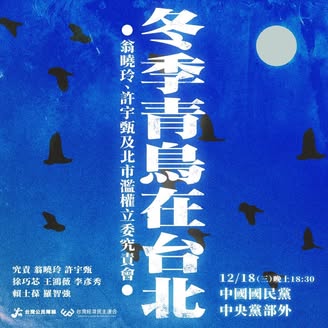 冬季青鳥在台北
●翁曉玲、許宇甄及北市濫權立委究責會●
究責 翁曉玲 許宇甄
徐巧芯 王鴻薇 李彥秀
賴士葆 羅智強
12/18(三)晚上18:30
中國國民黨
中央黨部外
台灣公民陣線
台灣經濟民主連合